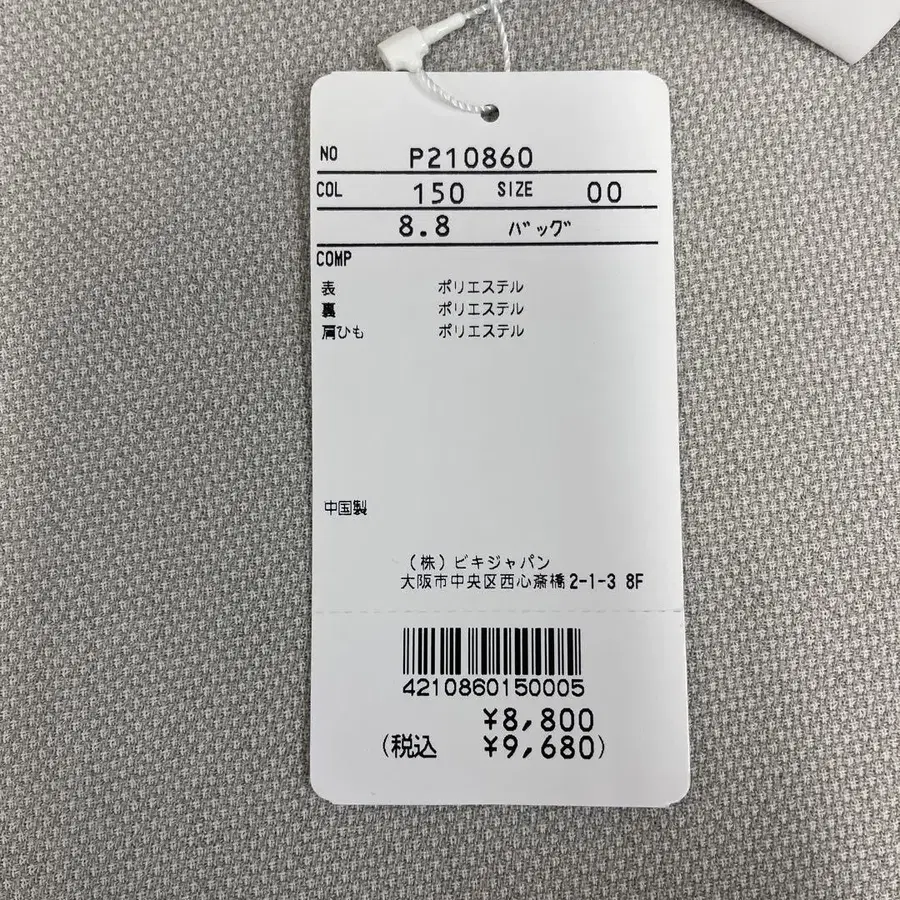 NO P210860
COL 150 SIZE 00
8.8 ﾊﾞｯｸﾞ
COMP
表 ポリエステル
裏 ポリエステル
肩ひも ポリエステル
中国製
（株）ビキジャパン
大阪市中央区西心斎橋2-1-3 8F
4210860150005
¥8,800
(税込 ¥9,680)